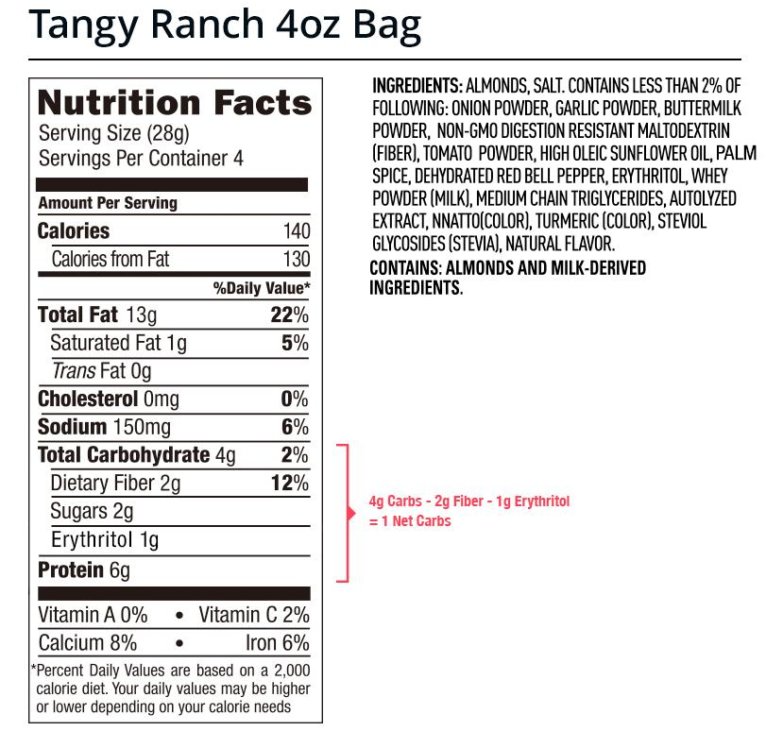 Tangy Ranch 4oz Bag
Nutrition Facts
Serving Size (28g)
Servings Per Container 4
Amount Per Serving
Calories 140
Calories from Fat 130
%Daily Value*
Total Fat 13g 22%
Saturated Fat 1g 5%
Trans Fat 0g
Cholesterol 0mg 0%
Sodium 150mg 6%
Total Carbohydrate 4g 2%
Dietary Fiber 2g 12%
Sugars 2g
Erythritol 1g
Protein 6g
Vitamin A 0% • Vitamin C 2%
Calcium 8% • Iron 6%
*Percent Daily Values are based on a 2,000
calorie diet. Your daily values may be higher
or lower depending on your calorie needs
INGREDIENTS: ALMONDS, SALT. CONTAINS LESS THAN 2% OF
FOLLOWING: ONION POWDER, GARLIC POWDER, BUTTERMILK
POWDER, NON-GMO DIGESTION RESISTANT MALTODEXTRIN
(FIBER), TOMATO POWDER, HIGH OLEIC SUNFLOWER OIL, PALM
SPICE, DEHYDRATED RED BELL PEPPER, ERYTHRITOL, WHEY
POWDER (MILK), MEDIUM CHAIN TRIGLYCERIDES, AUTOLYZED
EXTRACT, NNATTO(COLOR), TURMERIC (COLOR), STEVIOL
GLYCOSIDES (STEVIA), NATURAL FLAVOR.
CONTAINS: ALMONDS AND MILK-DERIVED
INGREDIENTS.
4g Carbs - 2g Fiber - 1g Erythritol
= 1 Net Carbs